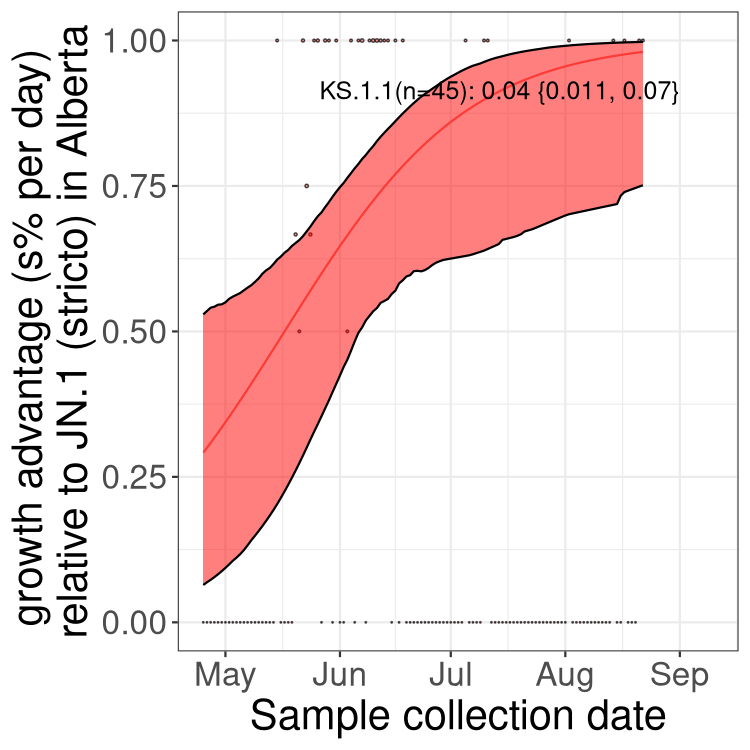 growth advantage (s% per day)
relative to JN.1 (stricto) in Alberta
1.00
0.75
0.50
0.25
0.00
KS.1.1(n=45): 0.04 {0.011, 0.07}
May Jun Jul Aug Sep
Sample collection date